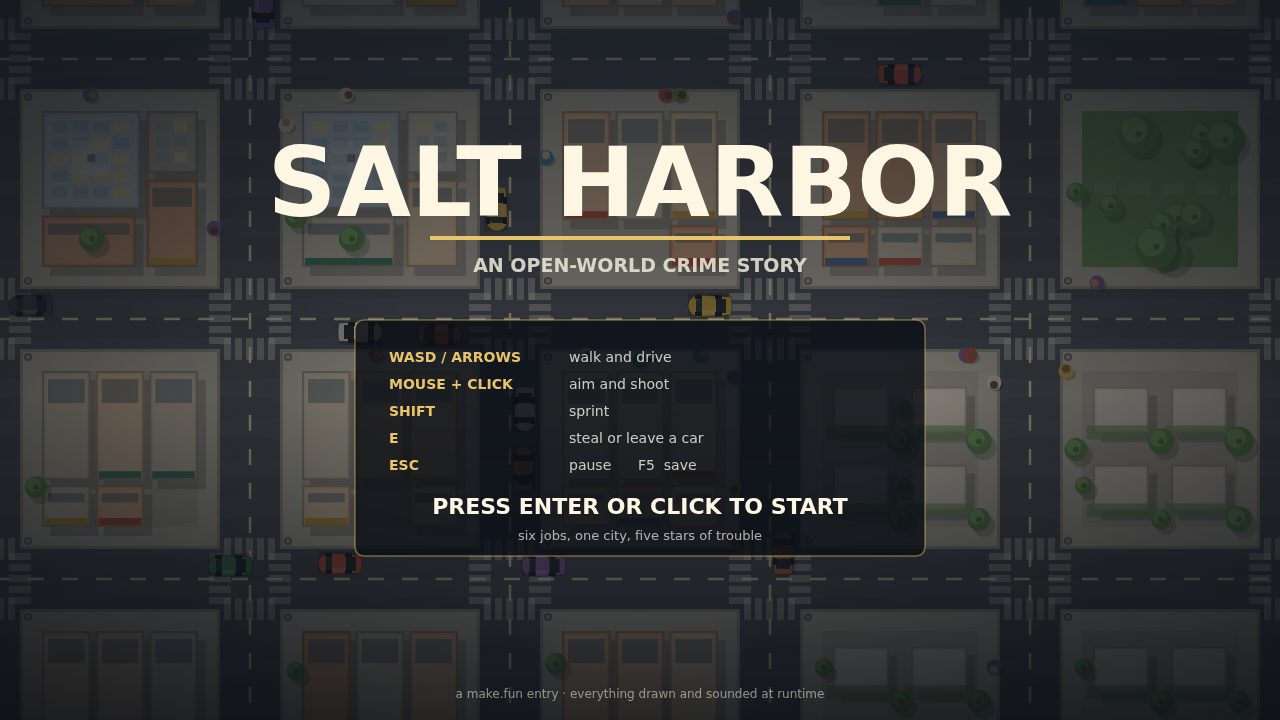 SALT HARBOR
AN OPEN-WORLD CRIME STORY
WASD / ARROWS walk and drive
MOUSE + CLICK aim and shoot
SHIFT sprint
E steal or leave a car
ESC pause F5 save
PRESS ENTER OR CLICK TO START
six jobs, one city, five stars of trouble
a make.fun entry · everything drawn and sounded at runtime